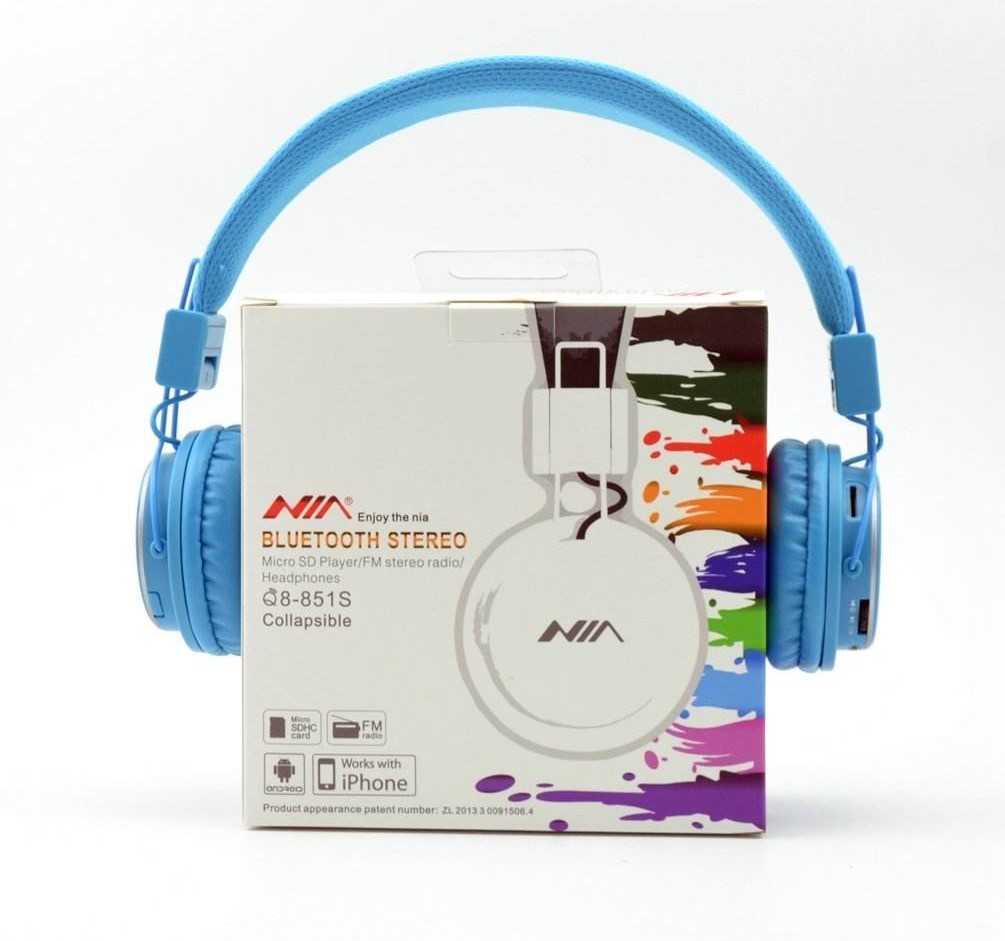 NIA® Enjoy the nia
BLUETOOTH STEREO
Micro SD Player/FM stereo radio/
Headphones
Q8-851S
Collapsible
NIA
Micro
SDHC
card
FM
radio
ANDROID
Works with
iPhone
Product appearance patent number: ZL 2013 3 0091506.4